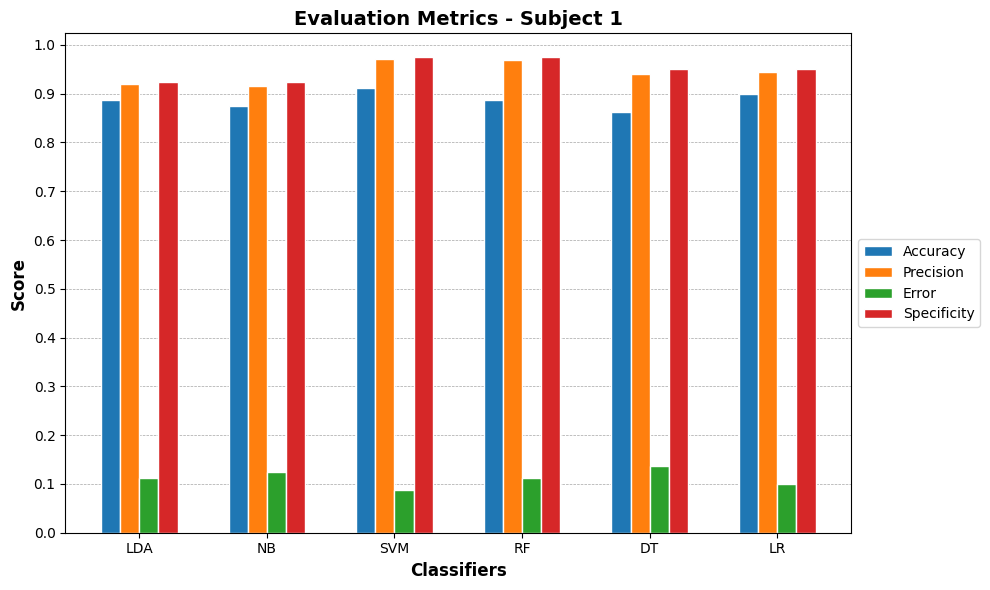 Evaluation Metrics - Subject 1
Score
1.0
0.9
0.8
0.7
0.6
0.5
0.4
0.3
0.2
0.1
0.0
LDA NB SVM RF DT LR
Classifiers
Accuracy
Precision
Error
Specificity